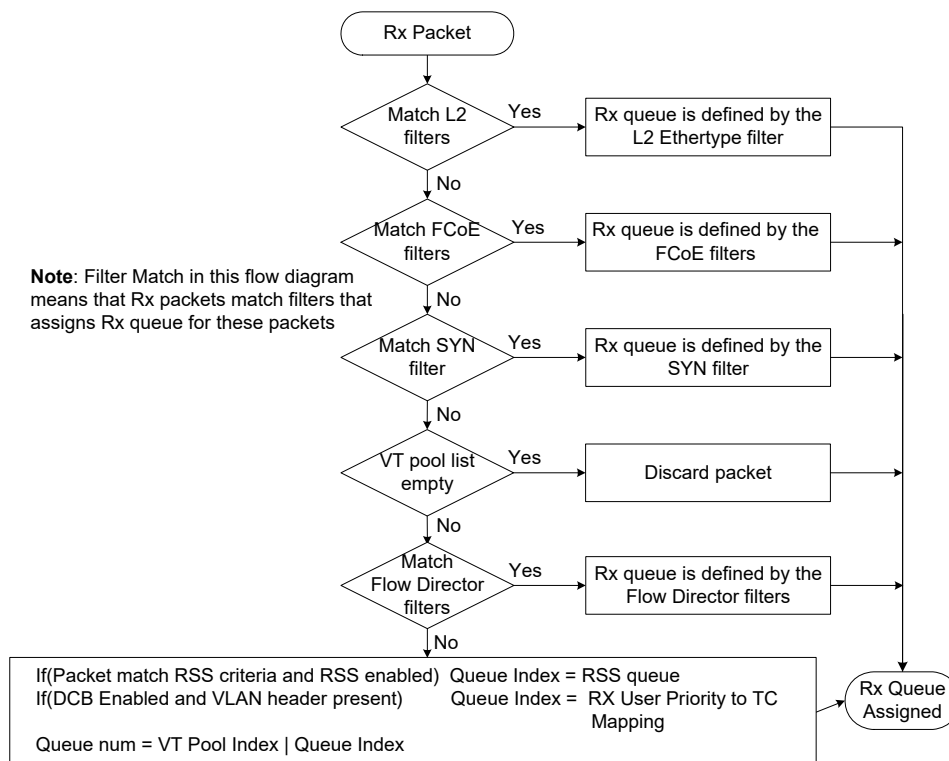 Rx Packet
Match L2
filters
Yes
Rx queue is defined by the
L2 Ethertype filter
No
Match FCoE
filters
Yes
Rx queue is defined by the
FCoE filters
Note: Filter Match in this flow diagram
means that Rx packets match filters that
assigns Rx queue for these packets
No
Match SYN
filter
Yes
Rx queue is defined by the
SYN filter
No
VT pool list
empty
Yes
Discard packet
No
Match
Flow Director
filters
Yes
Rx queue is defined by the
Flow Director filters
No
If(Packet match RSS criteria and RSS enabled) Queue Index = RSS queue
If(DCB Enabled and VLAN header present) Queue Index = RX User Priority to TC
Mapping
Queue num = VT Pool Index | Queue Index
Rx Queue
Assigned